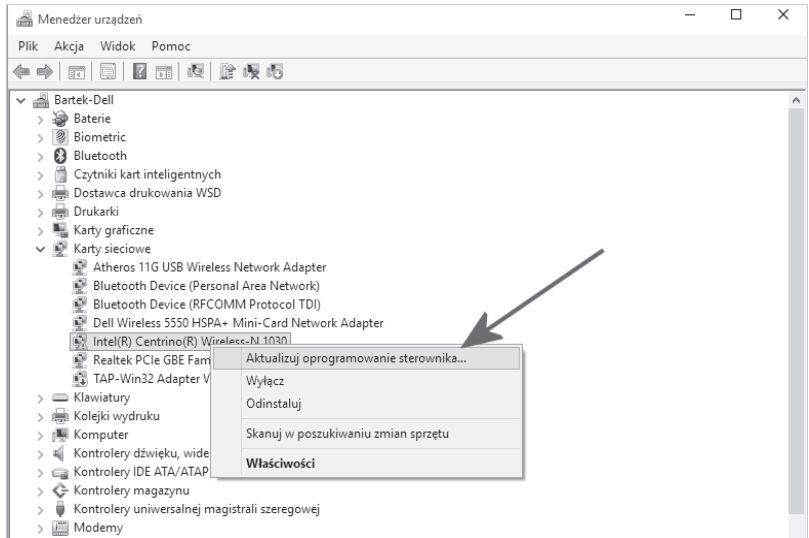 Menedżer urządzeń
Plik Akcja Widok Pomoc
Bartek-Dell
Baterie
Biometric
Bluetooth
Czytniki kart inteligentnych
Dostawca drukowania WSD
Drukarki
Karty graficzne
Karty sieciowe
Atheros 11G USB Wireless Network Adapter
Bluetooth Device (Personal Area Network)
Bluetooth Device (RFCOMM Protocol TDI)
Dell Wireless 5550 HSPA+ Mini-Card Network Adapter
Intel(R) Centrino(R) Wireless-N 1030
Realtek PCIe GBE Fam
TAP-Win32 Adapter V
Klawiatury
Kolejki wydruku
Komputer
Kontrolery dźwięku, wide
Kontrolery IDE ATA/ATAP
Kontrolery magazynu
Kontrolery uniwersalnej magistrali szeregowej
Modemy
Aktualizuj oprogramowanie sterownika...
Wyłącz
Odinstaluj
Skanuj w poszukiwaniu zmian sprzętu
Właściwości